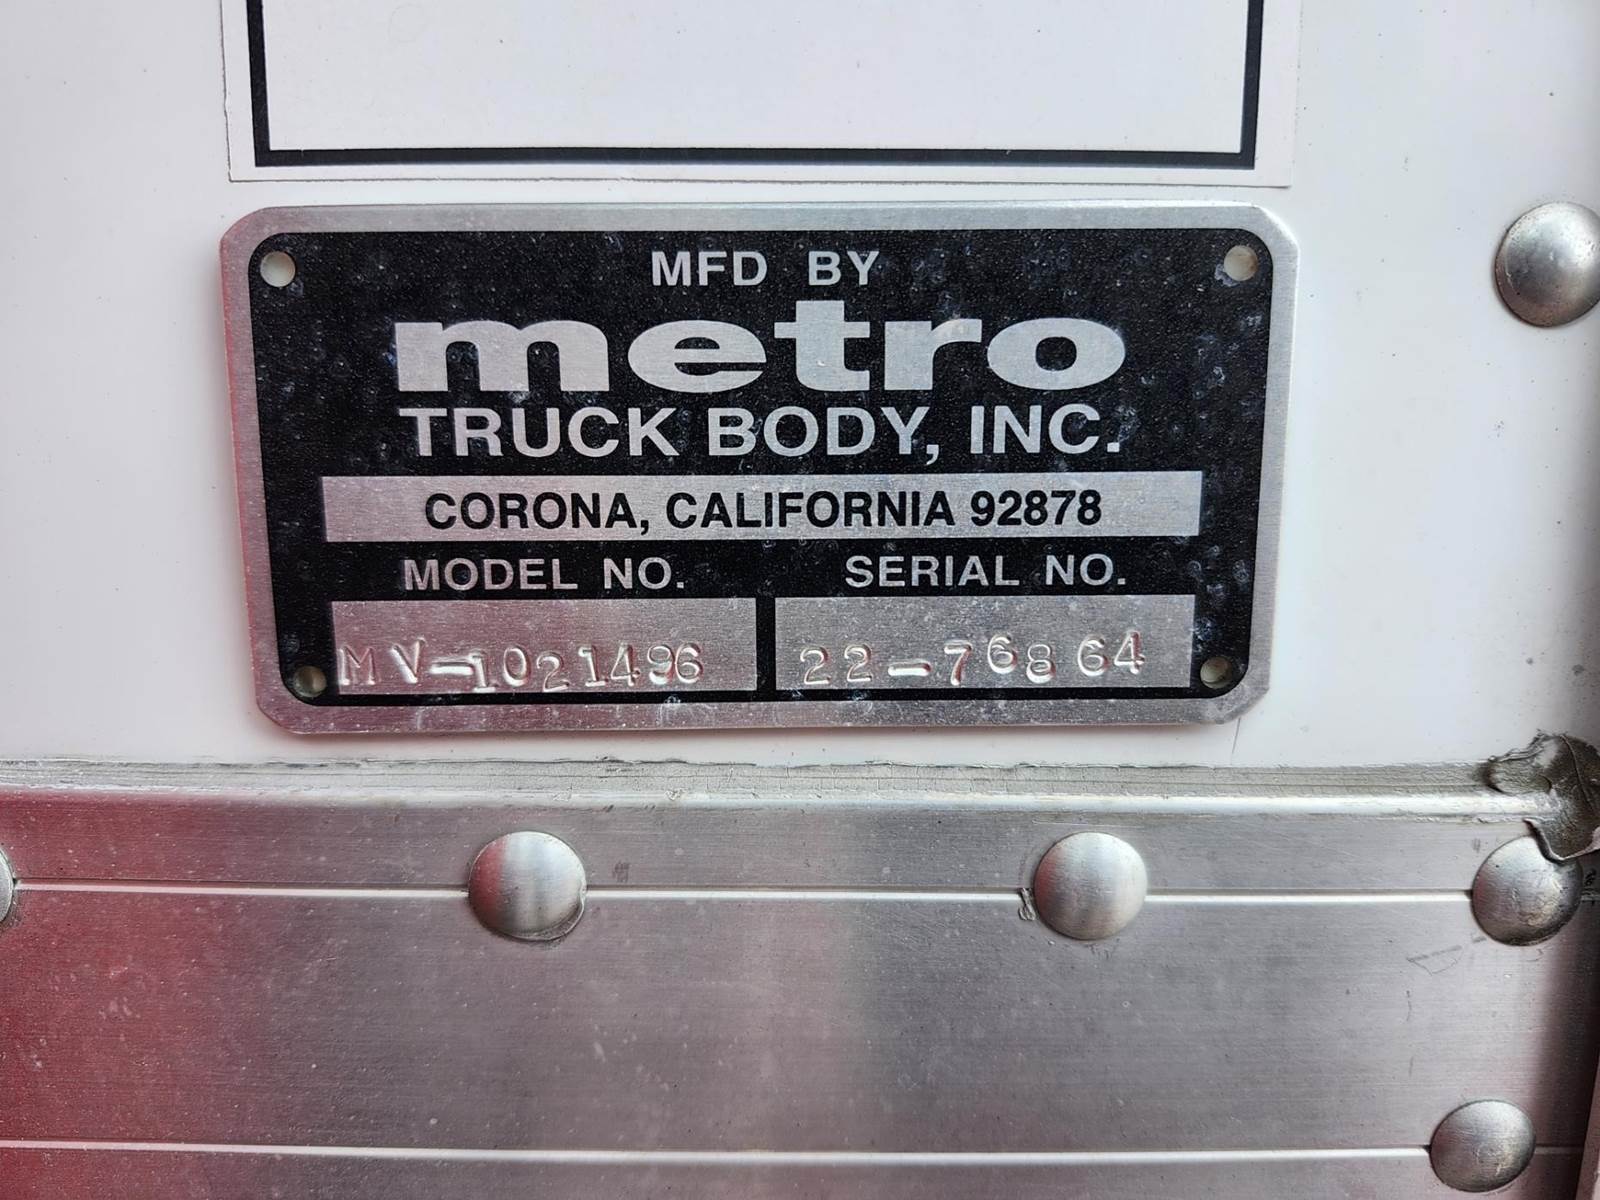 MFD BY
metro
TRUCK BODY, INC.
CORONA, CALIFORNIA 92878
MODEL NO. SERIAL NO.
MV-1021496 22-76864